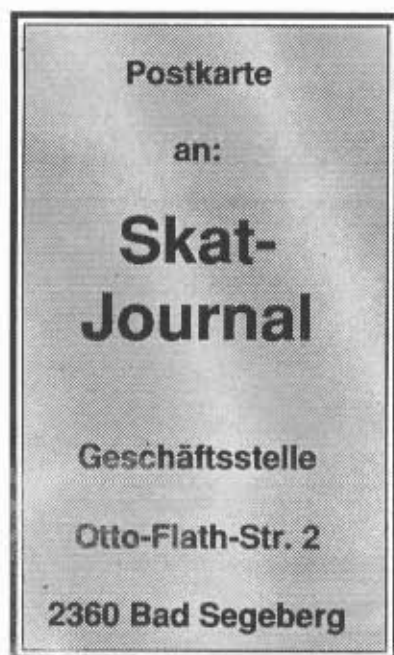 Postkarte
an:
Skat-
Journal
Geschäftsstelle
Otto-Flath-Str. 2
2360 Bad Segeberg